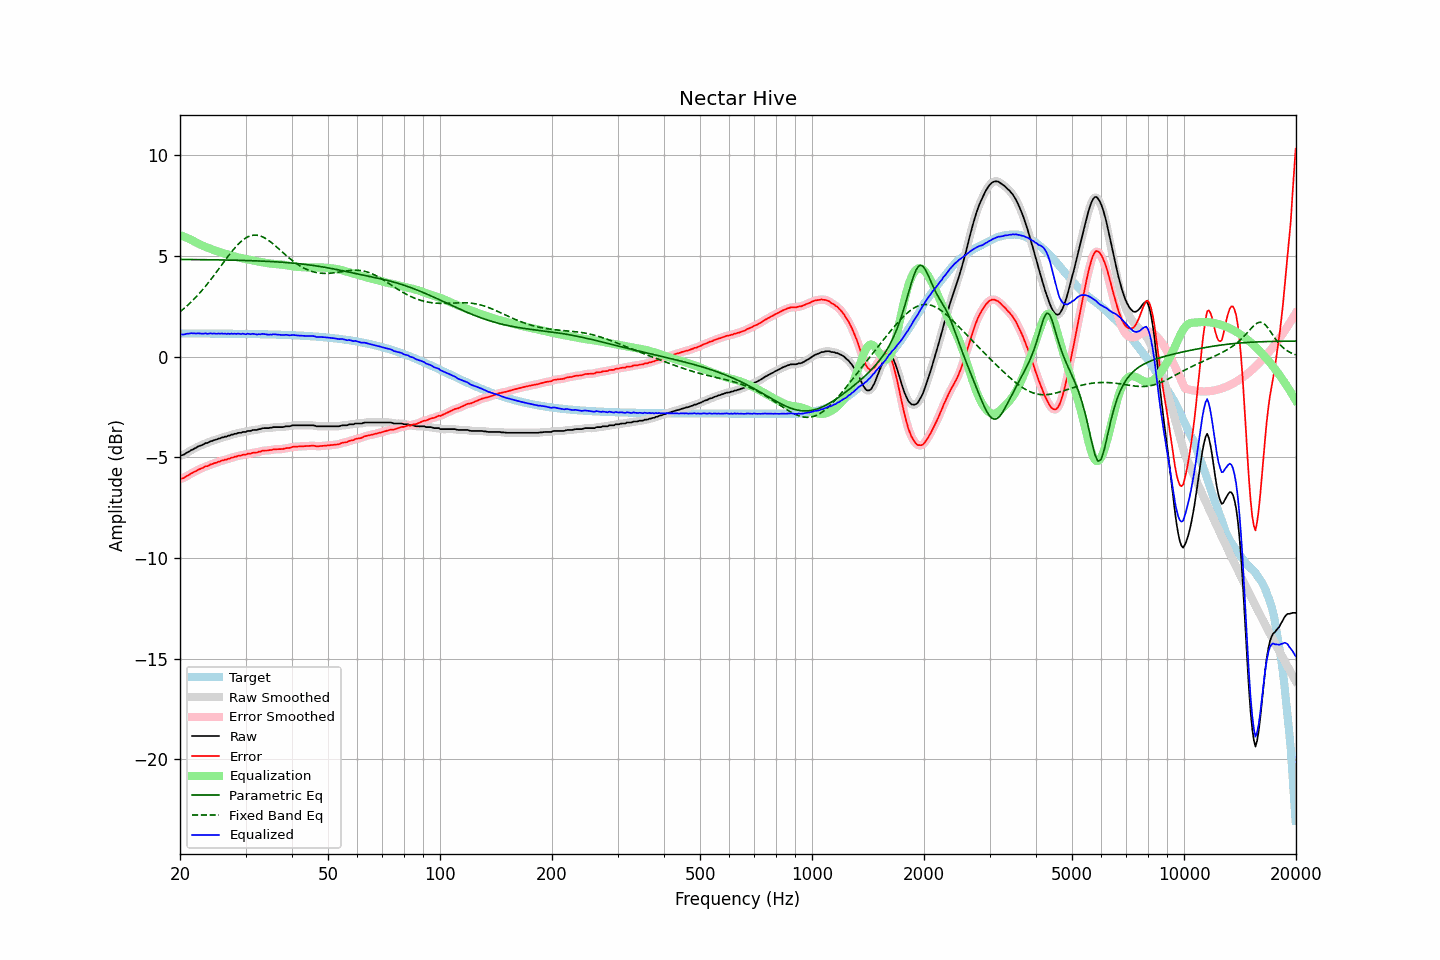 Nectar Hive
10
5
0
−5
−10
−15
−20
Amplitude (dBr)
Target
Raw Smoothed
Error Smoothed
Raw
Error
Equalization
Parametric Eq
Fixed Band Eq
Equalized
20 50 100 200 500 1000 2000 5000 10000 20000
Frequency (Hz)